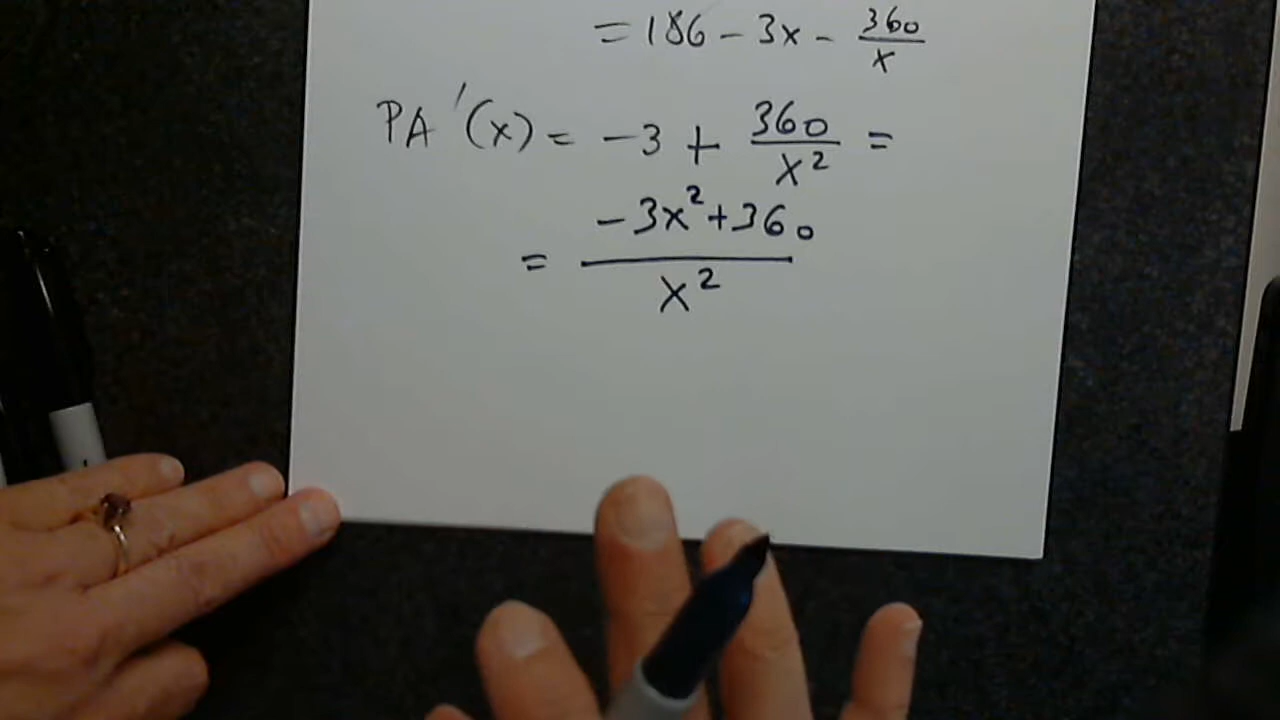 = 186 - 3x - 360/x
PA'(x) = -3 + 360/x² =
= (-3x² + 360)/x²